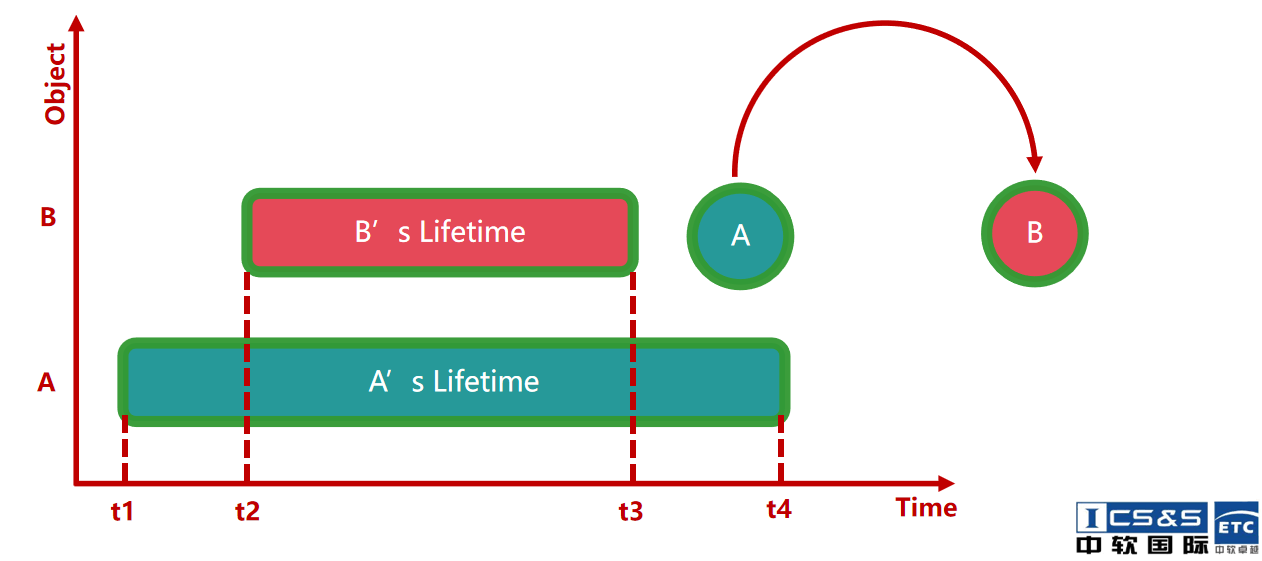 Object
B
B’s Lifetime
A
B
A
A’s Lifetime
t1
t2
t3
t4
Time
ICS&S
中软国际
ETC
中软卓越